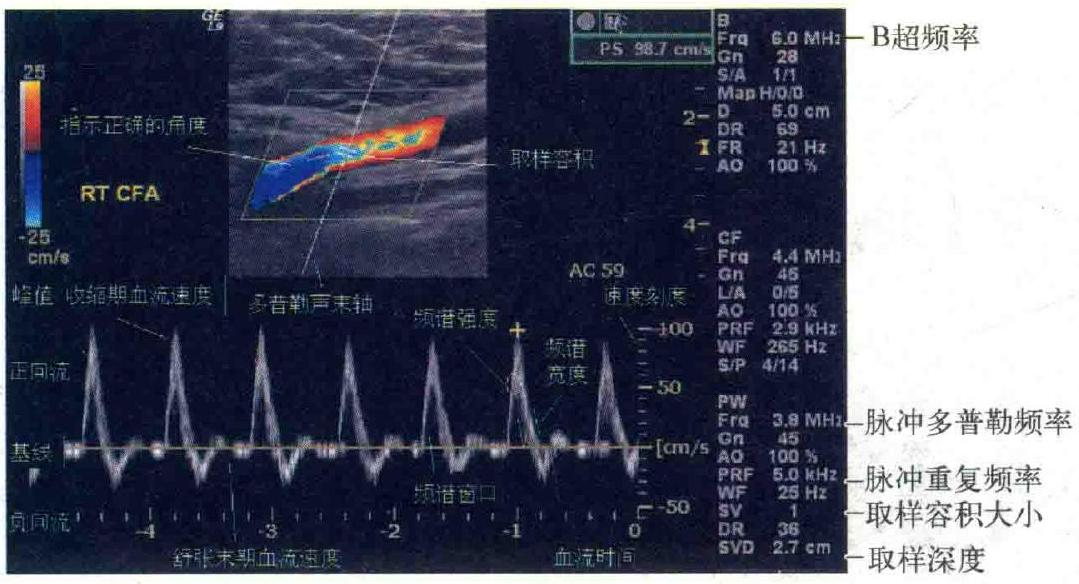 GE
PS 98.7 cm/s
B
Frq 6.0 MHz
Gn 28
S/A 1/1
Map H/0/0
D 5.0 cm
DR 69
FR 21 Hz
AO 100 %
B超频率
25
-25
cm/s
指示正确的角度
RT CFA
取样容积
2
4
CF
Frq 4.4 MHz
Gn 46
L/A 0/5
AO 100 %
PRF 2.9 kHz
WF 265 Hz
S/P 4/14
AC 59
峰值 收缩期血流速度
多普勒声束轴
频谱强度
速度刻度
频谱
宽度
100
50
[cm/s
-50
正向流
基线
负向流
频谱窗口
-4
-3
-2
-1
0
舒张末期血流速度
血流时间
PW
Frq 3.8 MHz
Gn 45
AO 100 %
PRF 5.0 kHz
WF 25 Hz
SV 1
DR 36
SVD 2.7 cm
脉冲多普勒频率
脉冲重复频率
取样容积大小
取样深度